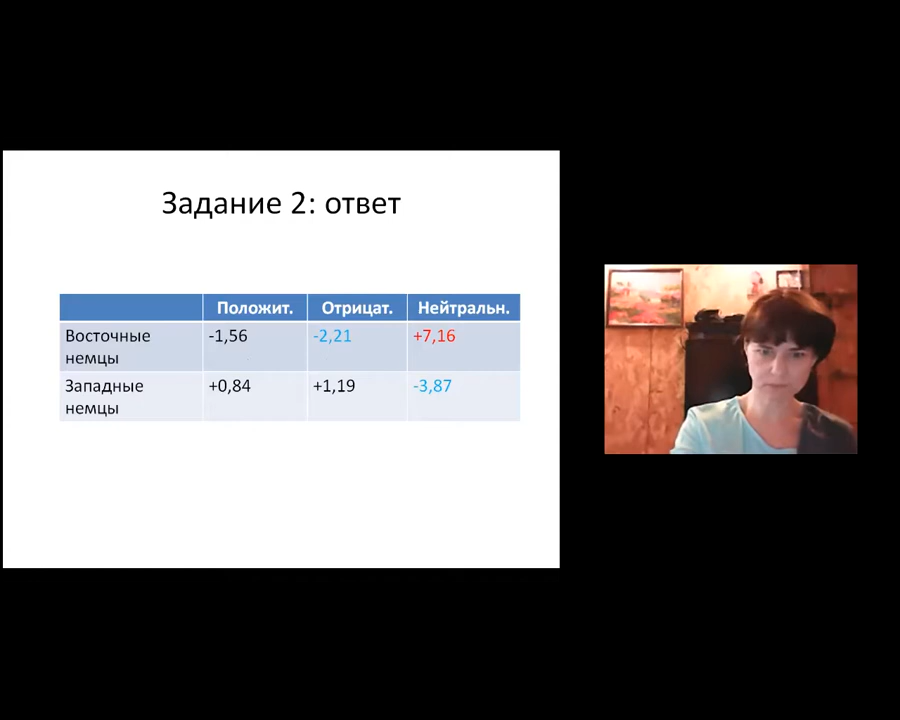 Задание 2: ответ
Положит. Отрицат. Нейтральн.
Восточные немцы -1,56 -2,21 +7,16
Западные немцы +0,84 +1,19 -3,87